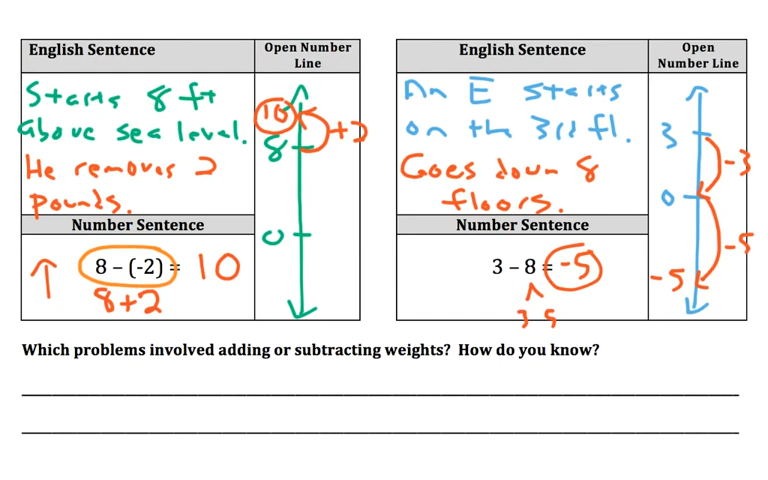 English Sentence
Open Number
Line
Starts 8 ft
above sea level.
He removes 2
pounds.
10
+2
8
0
Number Sentence
8 – (-2) = 10
8+2
English Sentence
Open
Number Line
An E starts
on th 3rd fl.
Goes down 8
floors.
3
-3
0
-5
-5
Number Sentence
3 – 8 = -5
3 5
Which problems involved adding or subtracting weights? How do you know?